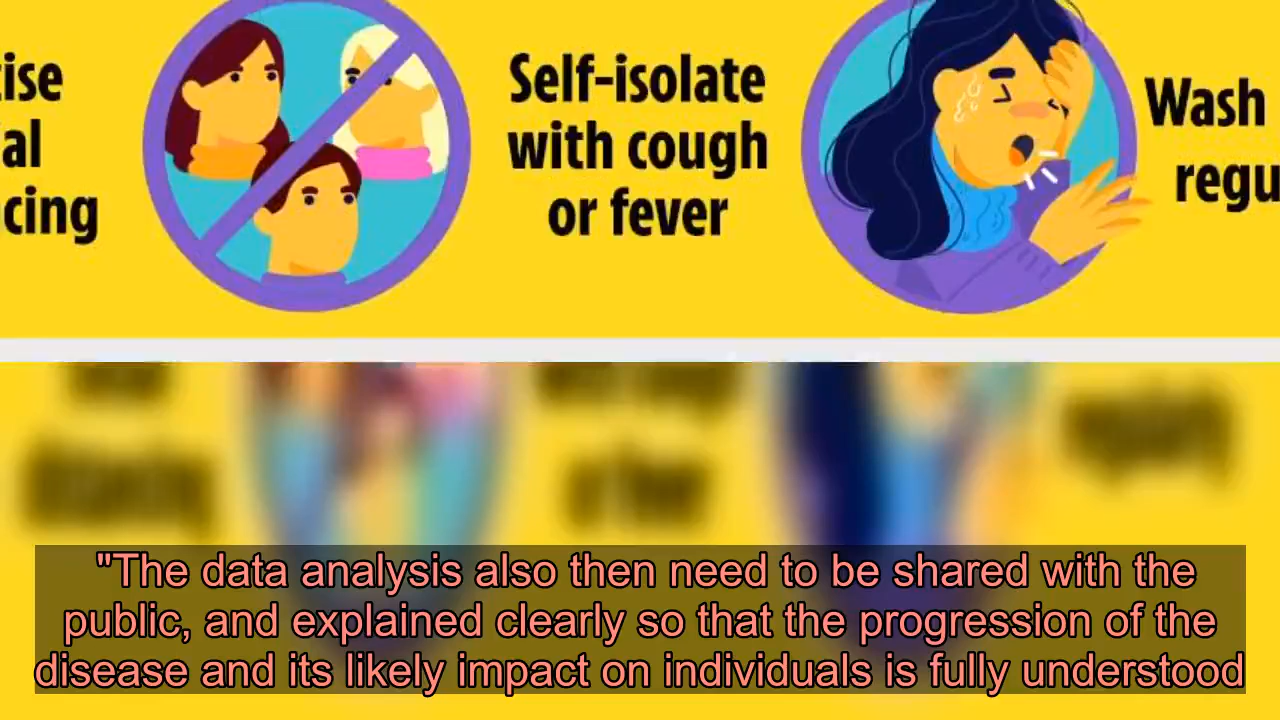 cise
al
cing
Self-isolate
with cough
or fever
Wash
regu
"The data analysis also then need to be shared with the
public, and explained clearly so that the progression of the
disease and its likely impact on individuals is fully understood